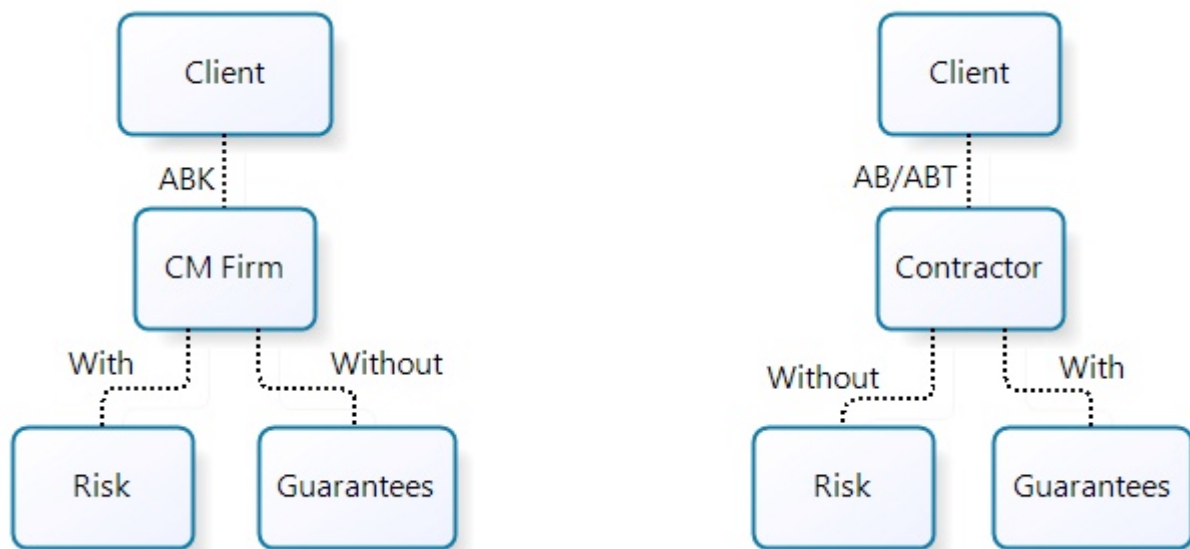 Client
Client
ABK
AB/ABT
CM Firm
Contractor
With
Without
Without
With
Risk
Guarantees
Risk
Guarantees